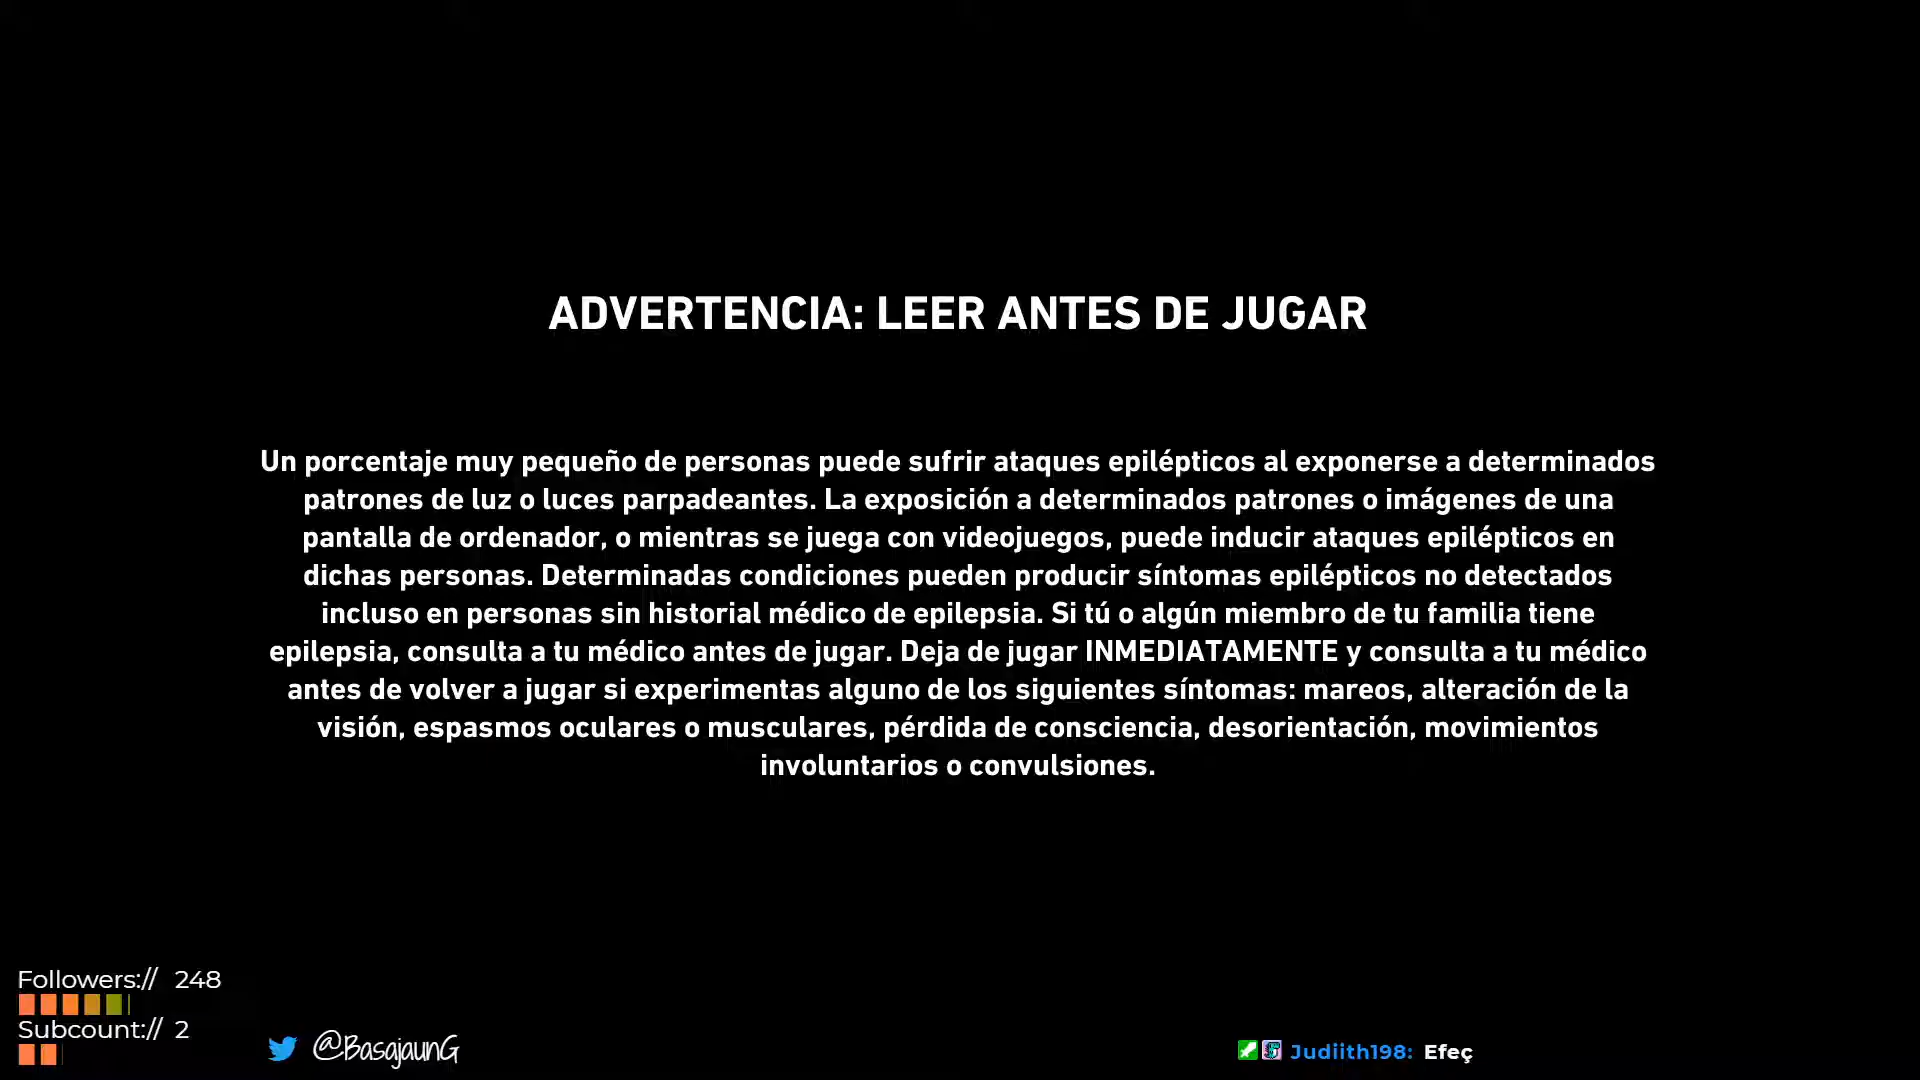 ADVERTENCIA: LEER ANTES DE JUGAR
Un porcentaje muy pequeño de personas puede sufrir ataques epilépticos al exponerse a determinados
patrones de luz o luces parpadeantes. La exposición a determinados patrones o imágenes de una
pantalla de ordenador, o mientras se juega con videojuegos, puede inducir ataques epilépticos en
dichas personas. Determinadas condiciones pueden producir síntomas epilépticos no detectados
incluso en personas sin historial médico de epilepsia. Si tú o algún miembro de tu familia tiene
epilepsia, consulta a tu médico antes de jugar. Deja de jugar INMEDIATAMENTE y consulta a tu médico
antes de volver a jugar si experimentas alguno de los siguientes síntomas: mareos, alteración de la
visión, espasmos oculares o musculares, pérdida de consciencia, desorientación, movimientos
involuntarios o convulsiones.
Followers:// 248
Subcount:// 2
@BasajaunG
Judiith198: Efeç